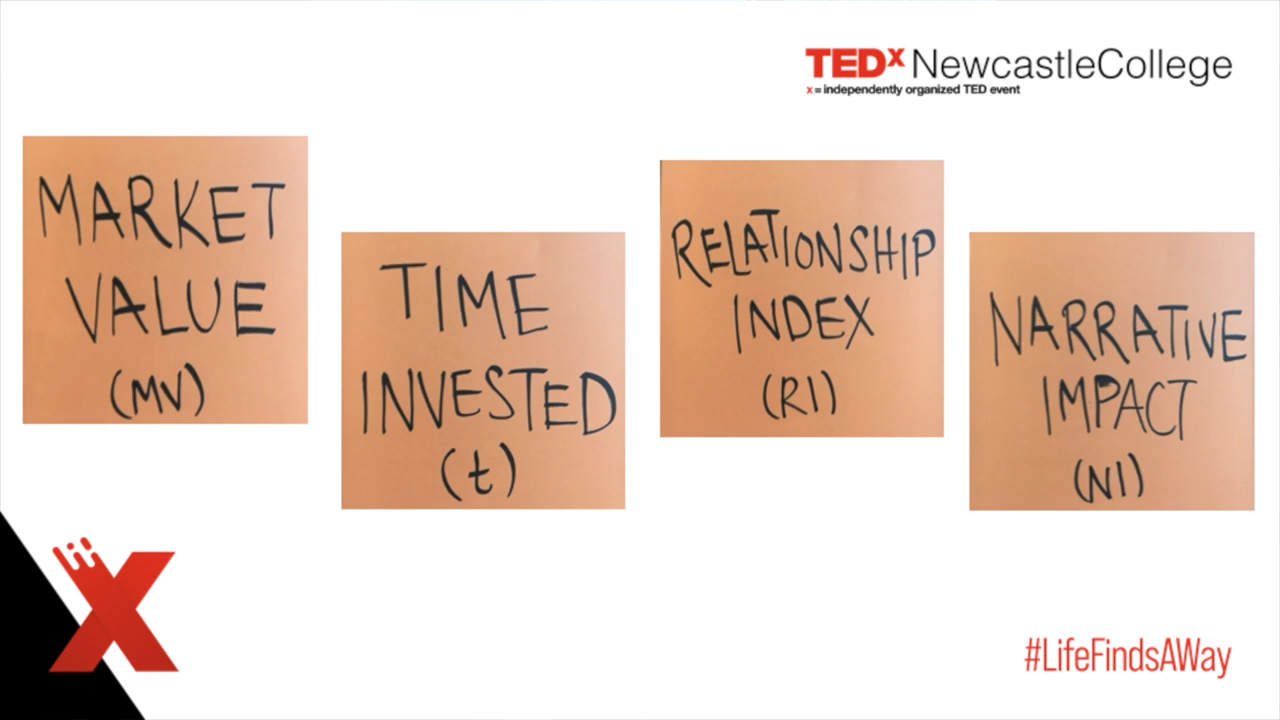 TEDx NewcastleCollege
x = independently organized TED event
MARKET
VALUE
(MV)
TIME
INVESTED
(t)
RELATIONSHIP
INDEX
(RI)
NARRATIVE
IMPACT
(NI)
X
#LifeFindsAWay